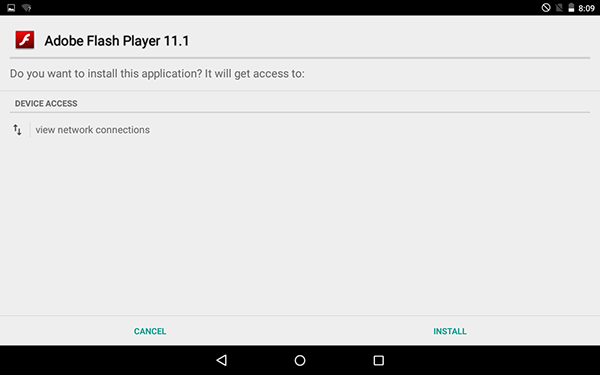 8:09
Adobe Flash Player 11.1
Do you want to install this application? It will get access to:
DEVICE ACCESS
view network connections
CANCEL INSTALL